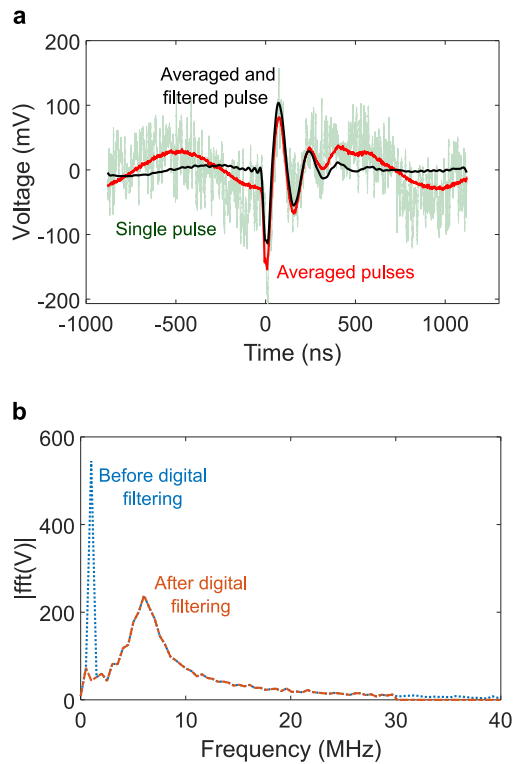 a
200
100
0
-100
-200
Voltage (mV)
Averaged and
filtered pulse
Single pulse
Averaged pulses
-1000
-500
0
500
1000
Time (ns)
b
600
400
200
0
|fft(V)|
Before digital
filtering
After digital
filtering
0
10
20
30
40
Frequency (MHz)